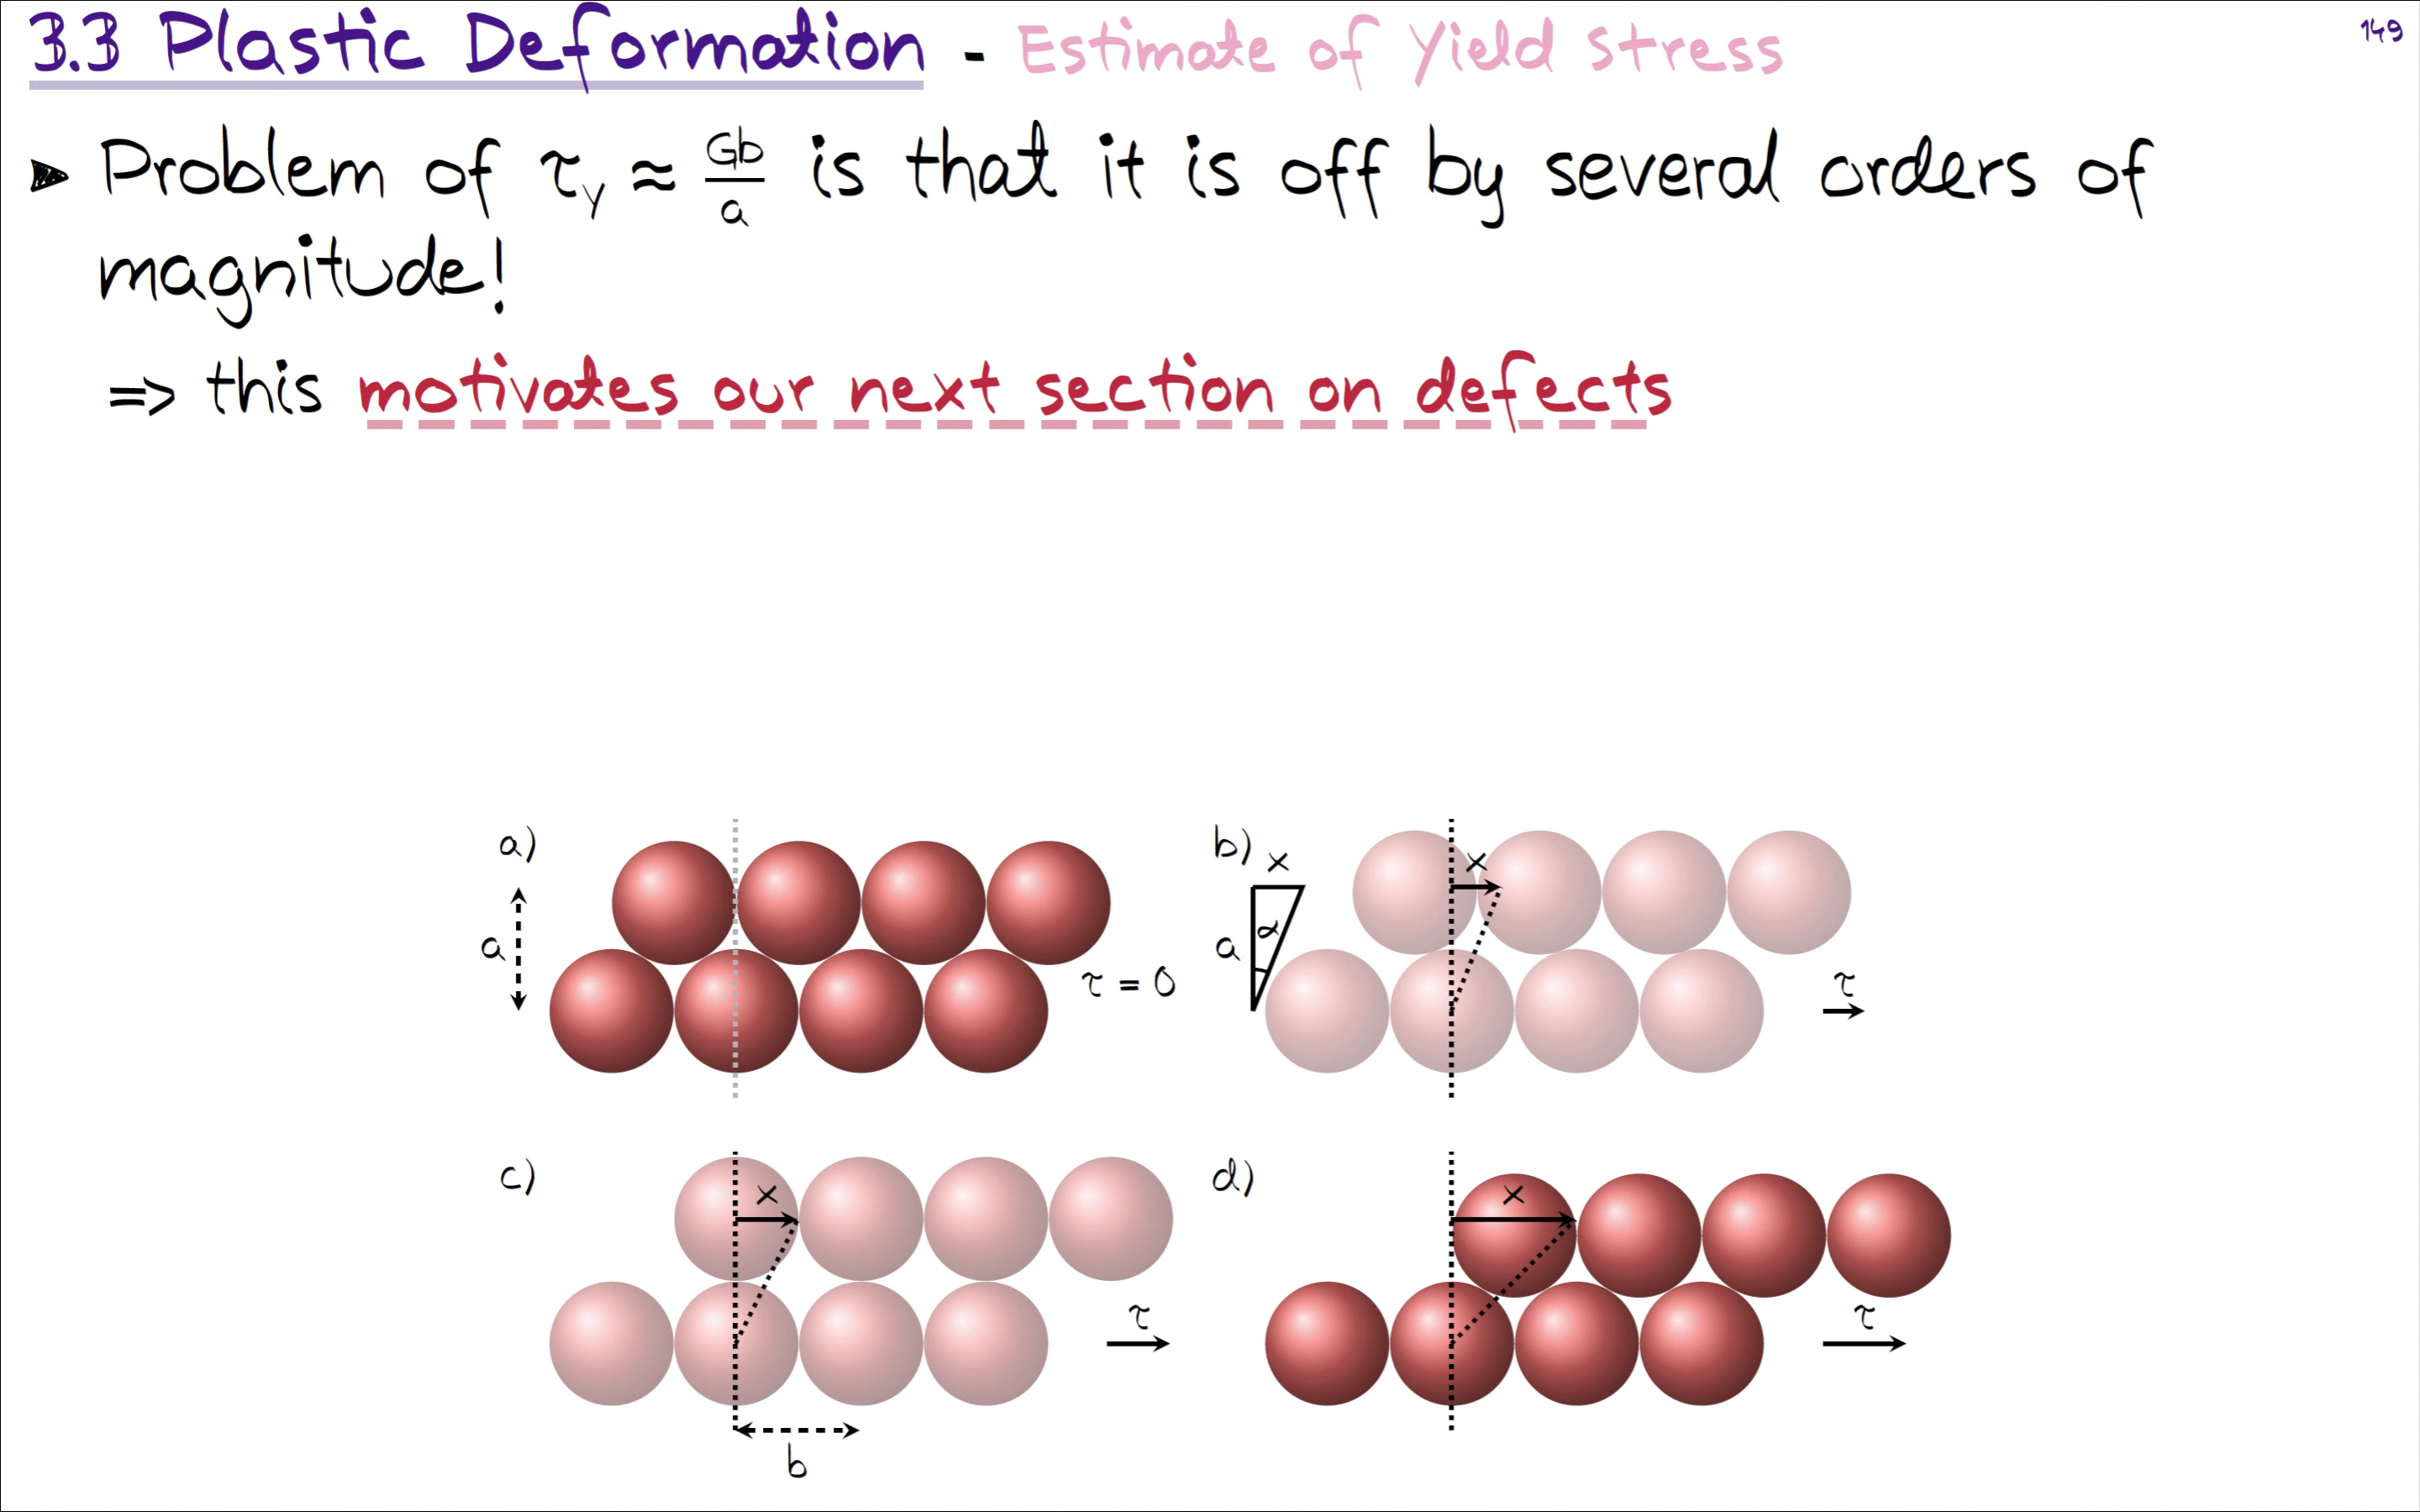 3.3 Plastic Deformation - Estimate of Yield Stress
149
Problem of τy ≈ Gb/a is that it is off by several orders of
magnitude!
⇒ this motivates our next section on defects
a)
a
τ = 0
b)
x
x
a
α
τ
c)
x
τ
b
d)
x
τ